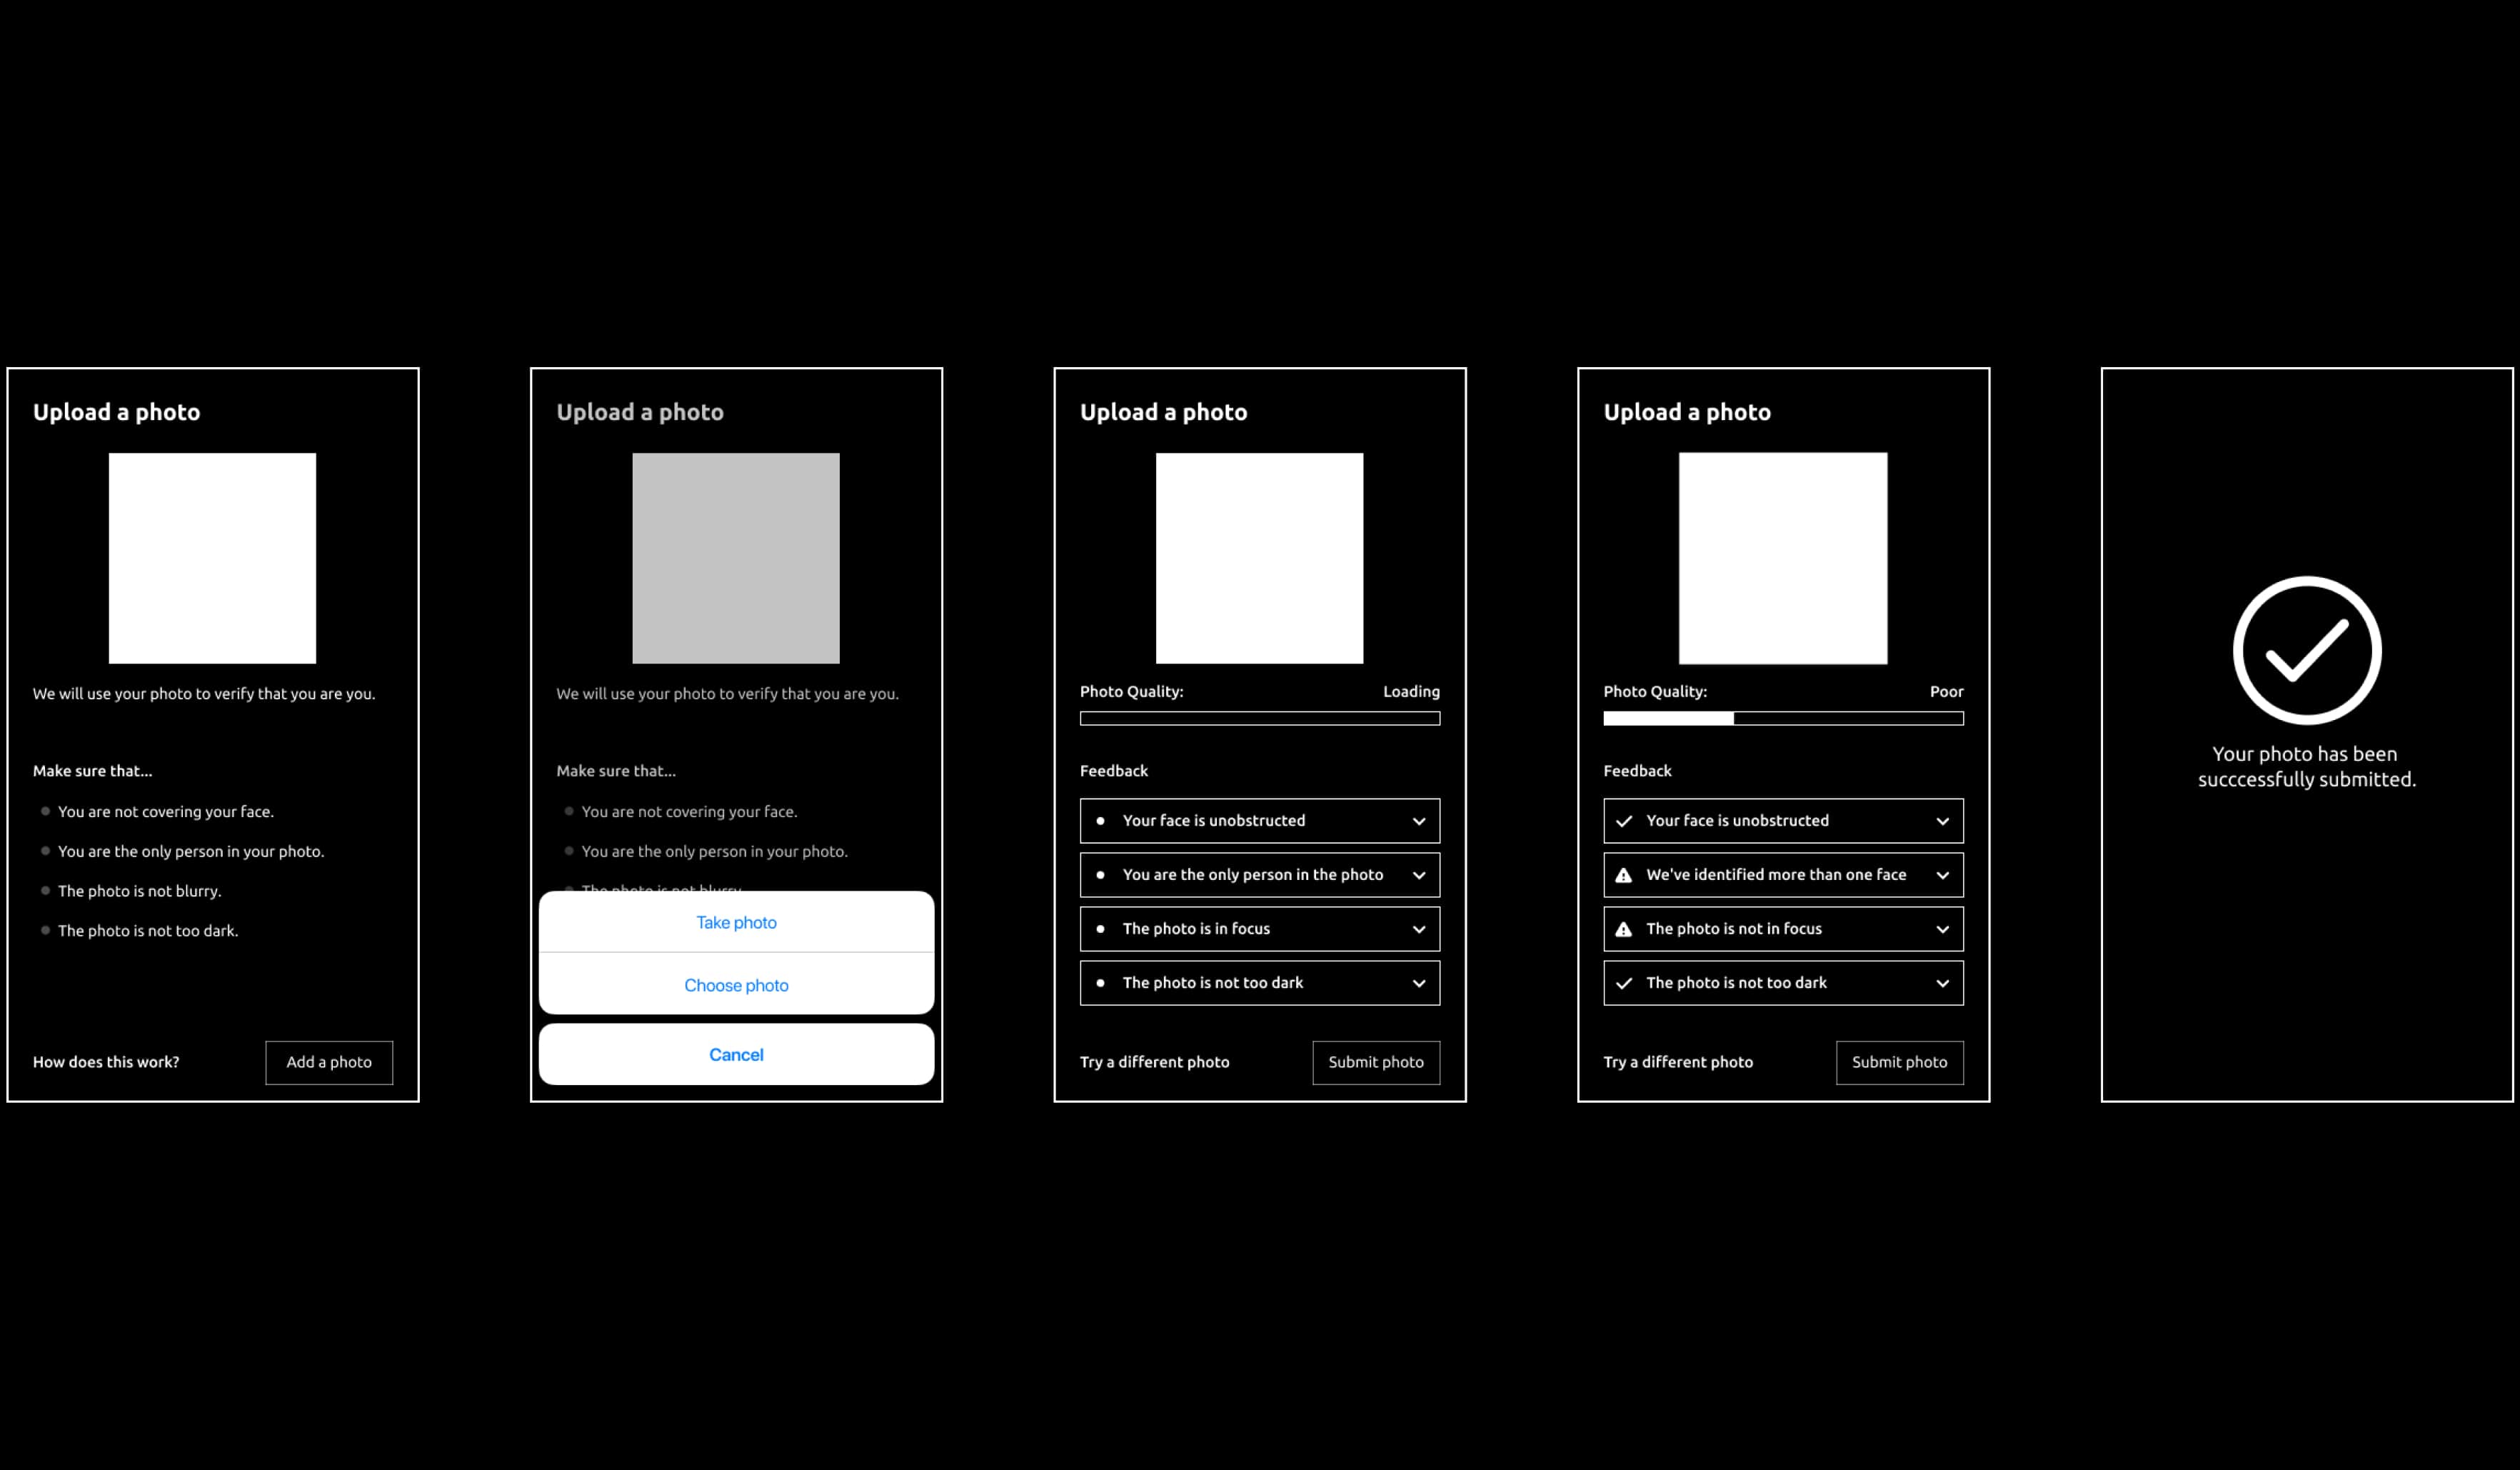 Upload a photo
We will use your photo to verify that you are you.
Make sure that...
You are not covering your face.
You are the only person in your photo.
The photo is not blurry.
The photo is not too dark.
How does this work?
Add a photo
Upload a photo
We will use your photo to verify that you are you.
Make sure that...
You are not covering your face.
You are the only person in your photo.
The photo is not blurry.
Take photo
Choose photo
Cancel
Upload a photo
Photo Quality:
Loading
Feedback
Your face is unobstructed
You are the only person in the photo
The photo is in focus
The photo is not too dark
Try a different photo
Submit photo
Upload a photo
Photo Quality:
Poor
Feedback
Your face is unobstructed
We've identified more than one face
The photo is not in focus
The photo is not too dark
Try a different photo
Submit photo
Your photo has been
succcessfully submitted.